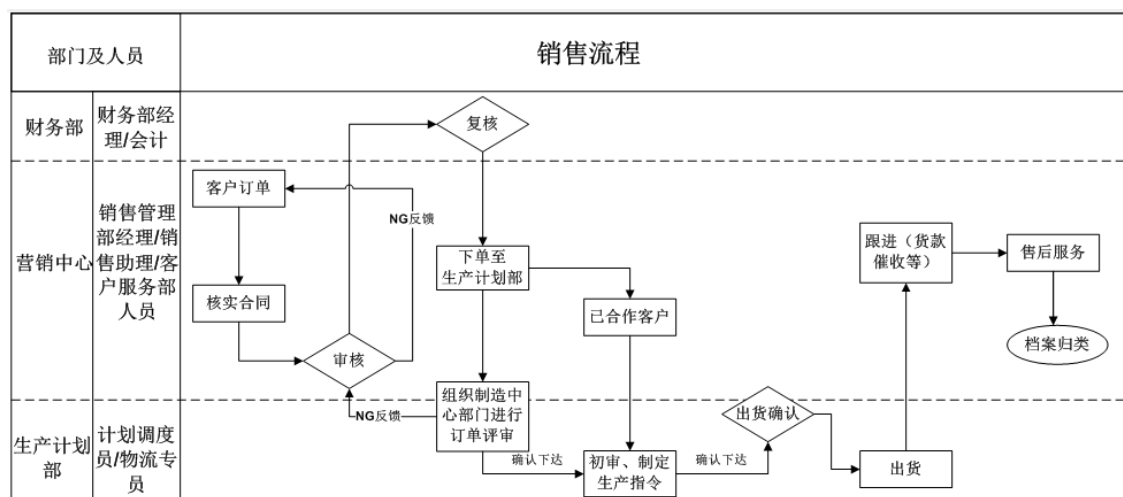 部门及人员
销售流程
财务部
财务部经
理/会计
复核
客户订单
NG反馈
营销中心
销售管理
部经理/销
售助理/客
户服务部
人员
下单至
生产计划部
跟进（货款
催收等）
售后服务
核实合同
已合作客户
审核
档案归类
组织制造中
心部门进行
订单评审
NG反馈
出货确认
生产计划
部
计划调度
员/物流专
员
确认下达
初审、制定
生产指令
确认下达
出货